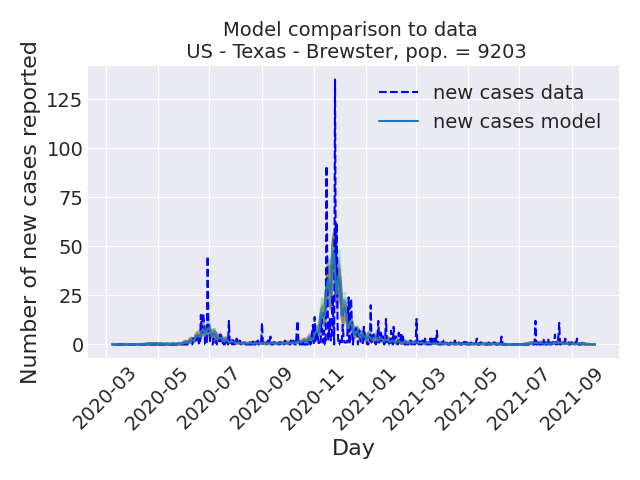 Model comparison to data
US - Texas - Brewster, pop. = 9203
Number of new cases reported
125
100
75
50
25
0
new cases data
new cases model
2020-03
2020-05
2020-07
2020-09
2020-11
2021-01
2021-03
2021-05
2021-07
2021-09
Day